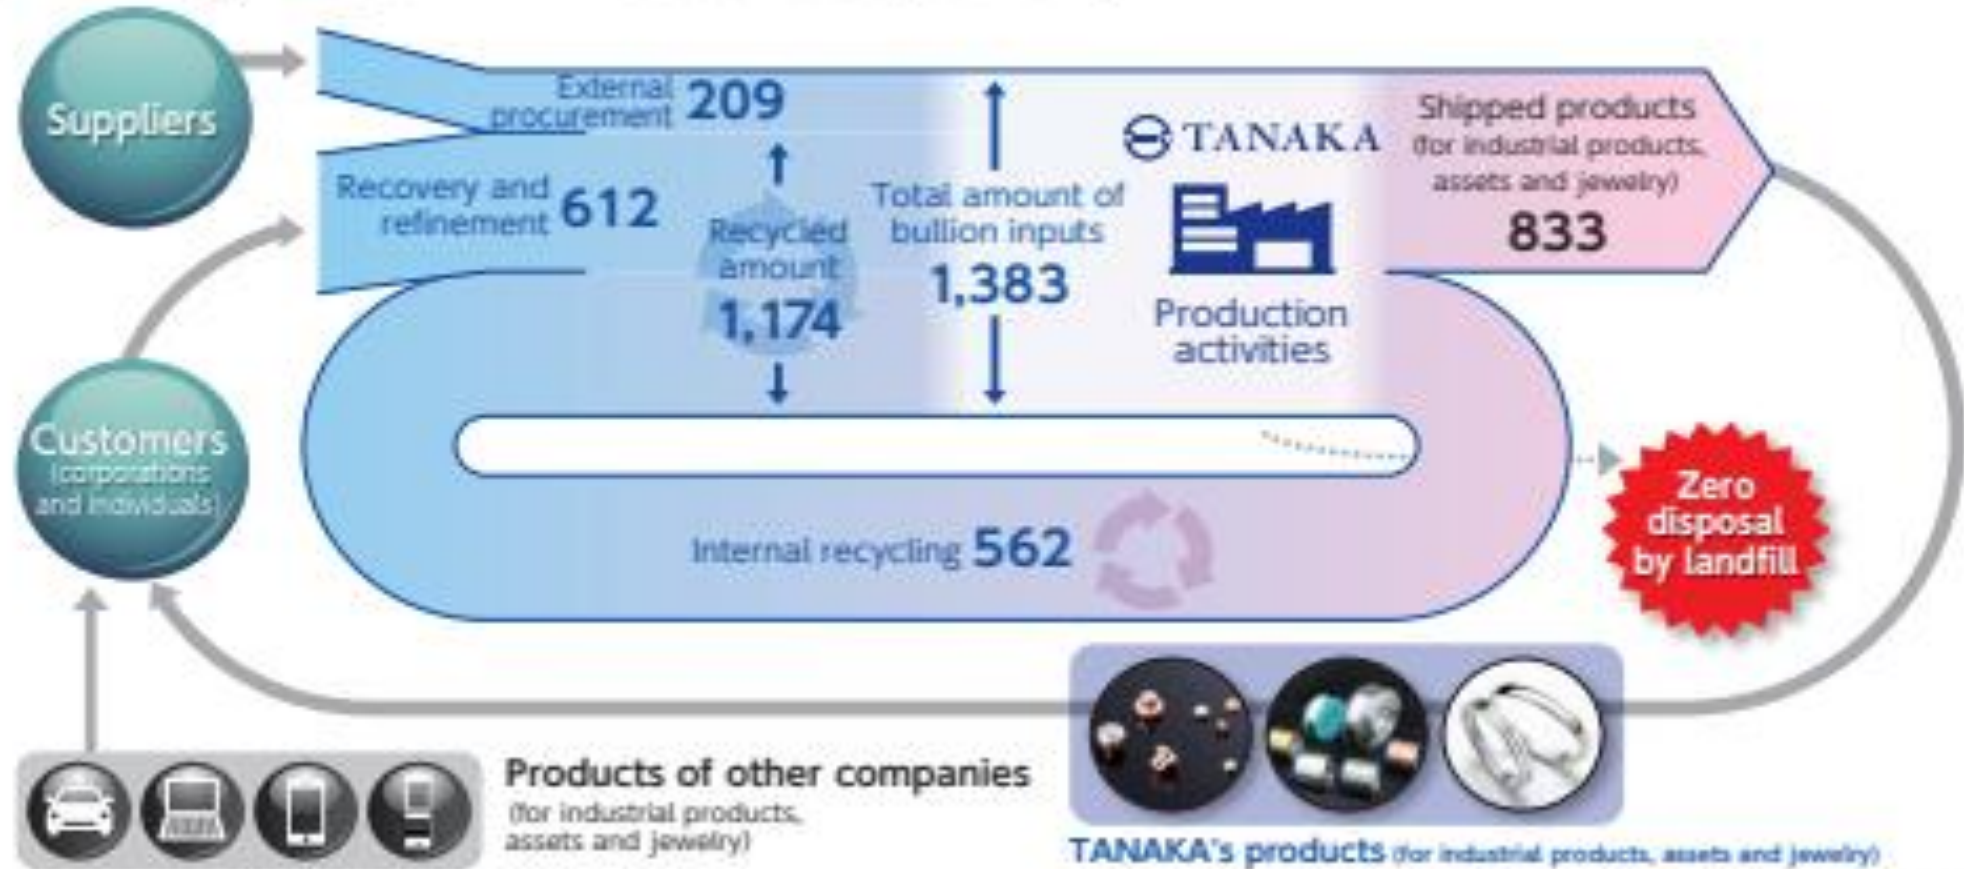 Suppliers
External
procurement 209
Recovery and
refinement 612
Recycled
amount
1,174
Total amount of
bullion inputs
1,383
TANAKA
Production
activities
Shipped products
(for industrial products,
assets and jewelry)
833
Customers
(corporations
and individuals)
Internal recycling 562
Zero
disposal
by landfill
Products of other companies
(for industrial products,
assets and jewelry)
TANAKA's products (for industrial products, assets and jewelry)